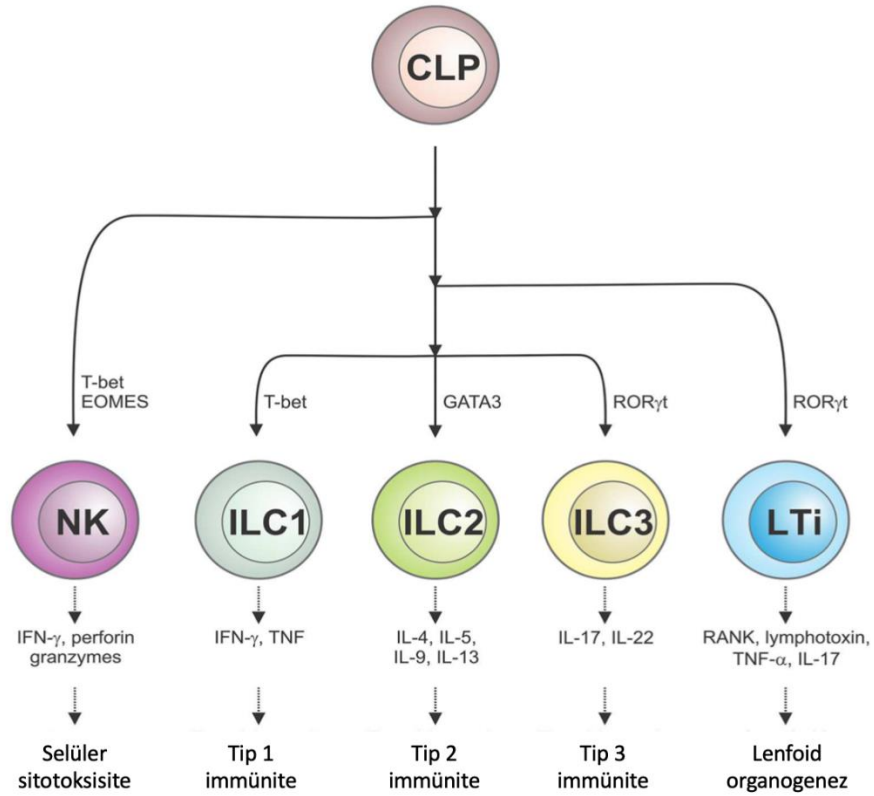 CLP
T-bet
EOMES
T-bet
GATA3
RORγt
RORγt
NK
ILC1
ILC2
ILC3
LTi
IFN-γ, perforin
granzymes
IFN-γ, TNF
IL-4, IL-5,
IL-9, IL-13
IL-17, IL-22
RANK, lymphotoxin,
TNF-α, IL-17
Selüler
sitotoksisite
Tip 1
immünite
Tip 2
immünite
Tip 3
immünite
Lenfoid
organogenez